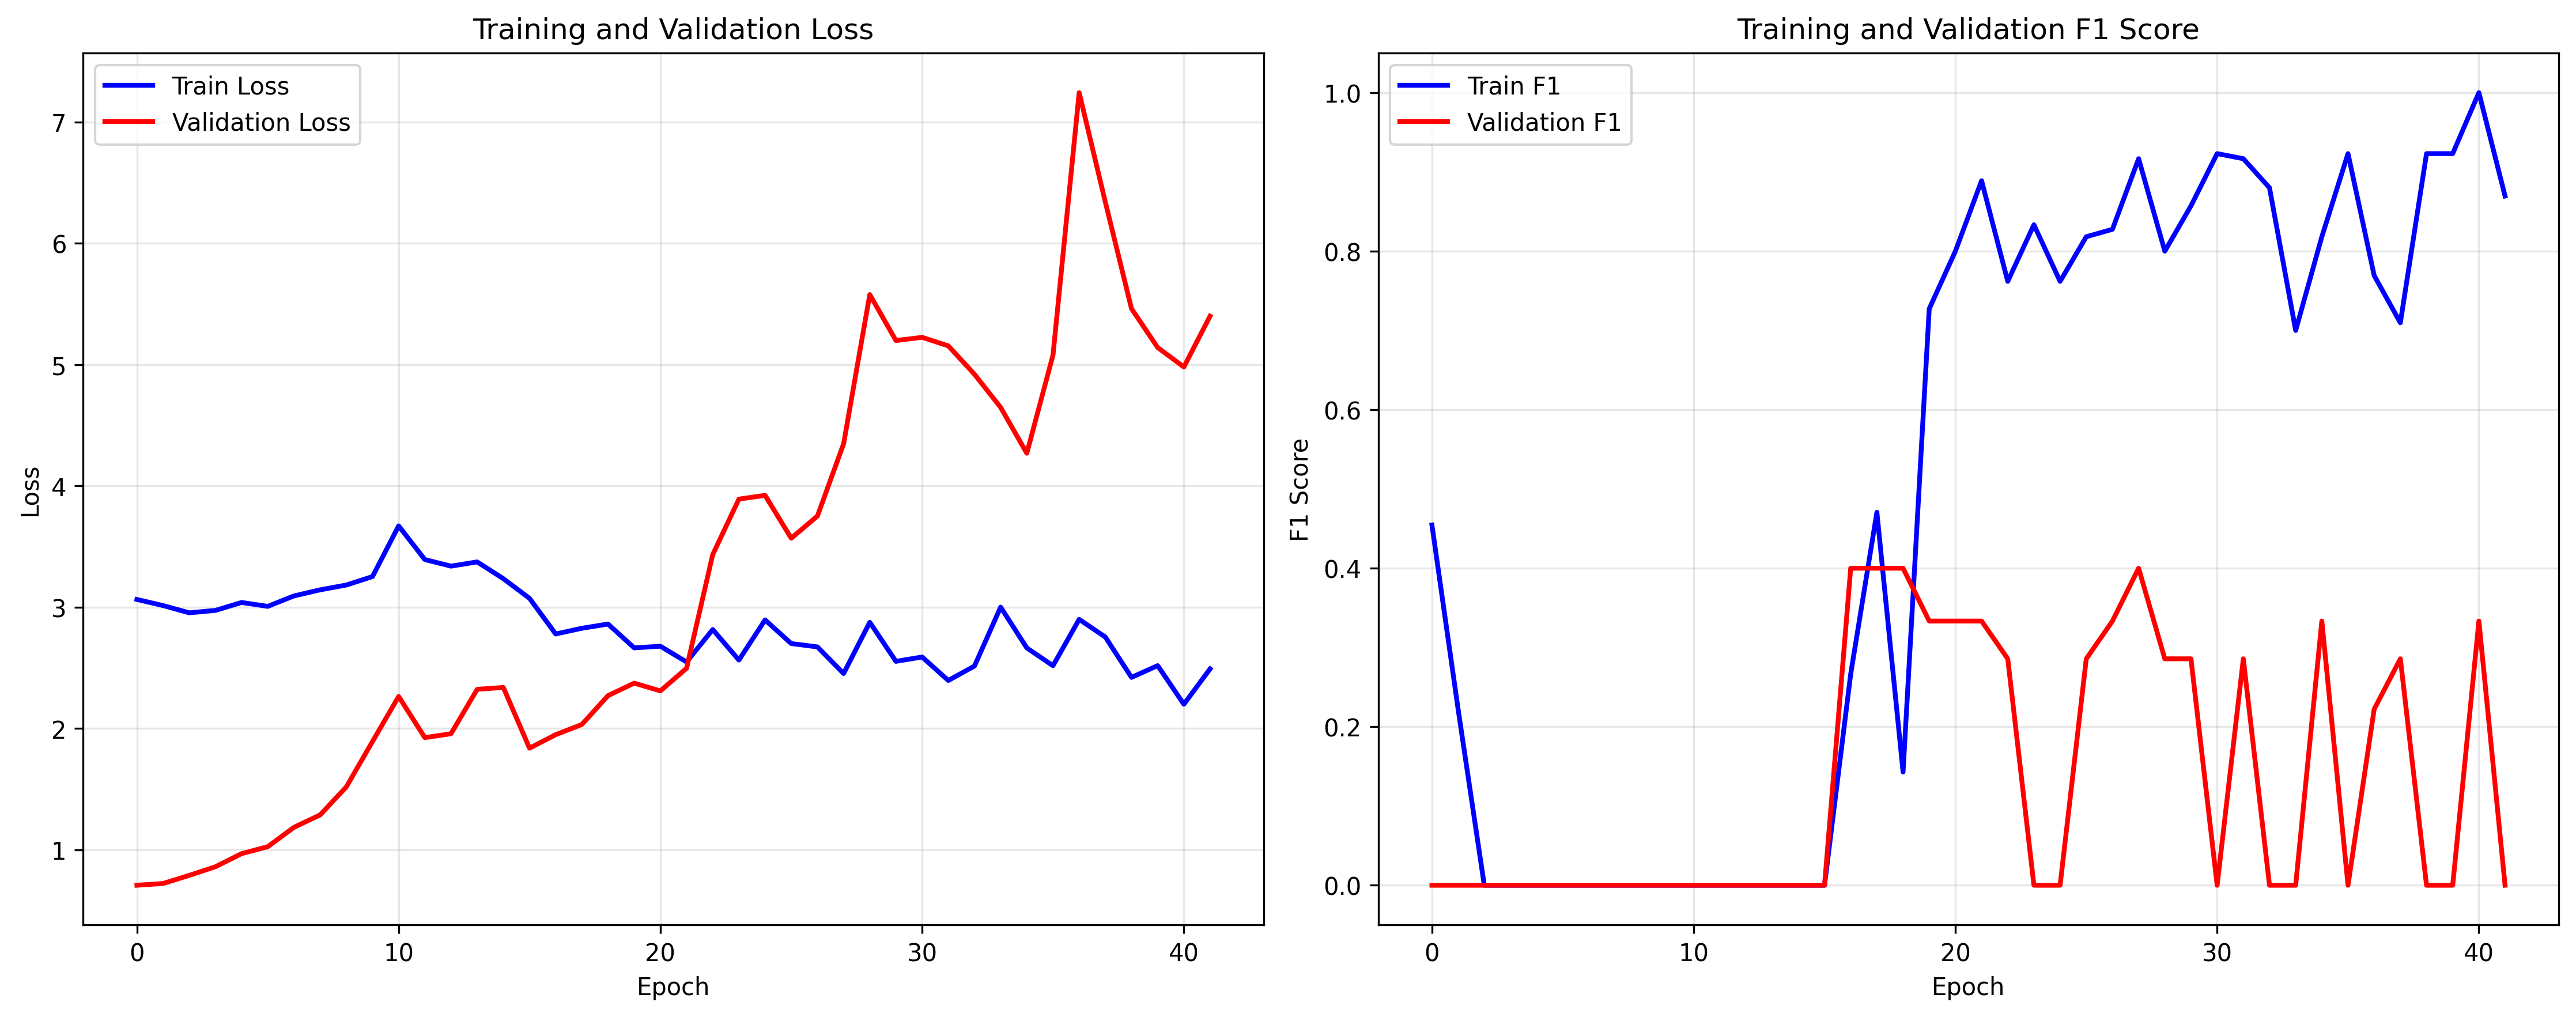 Training and Validation Loss
Train Loss
Validation Loss
7
6
5
4
3
2
1
Loss
0 10 20 30 40
Epoch
Training and Validation F1 Score
Train F1
Validation F1
1.0
0.8
0.6
0.4
0.2
0.0
F1 Score
0 10 20 30 40
Epoch